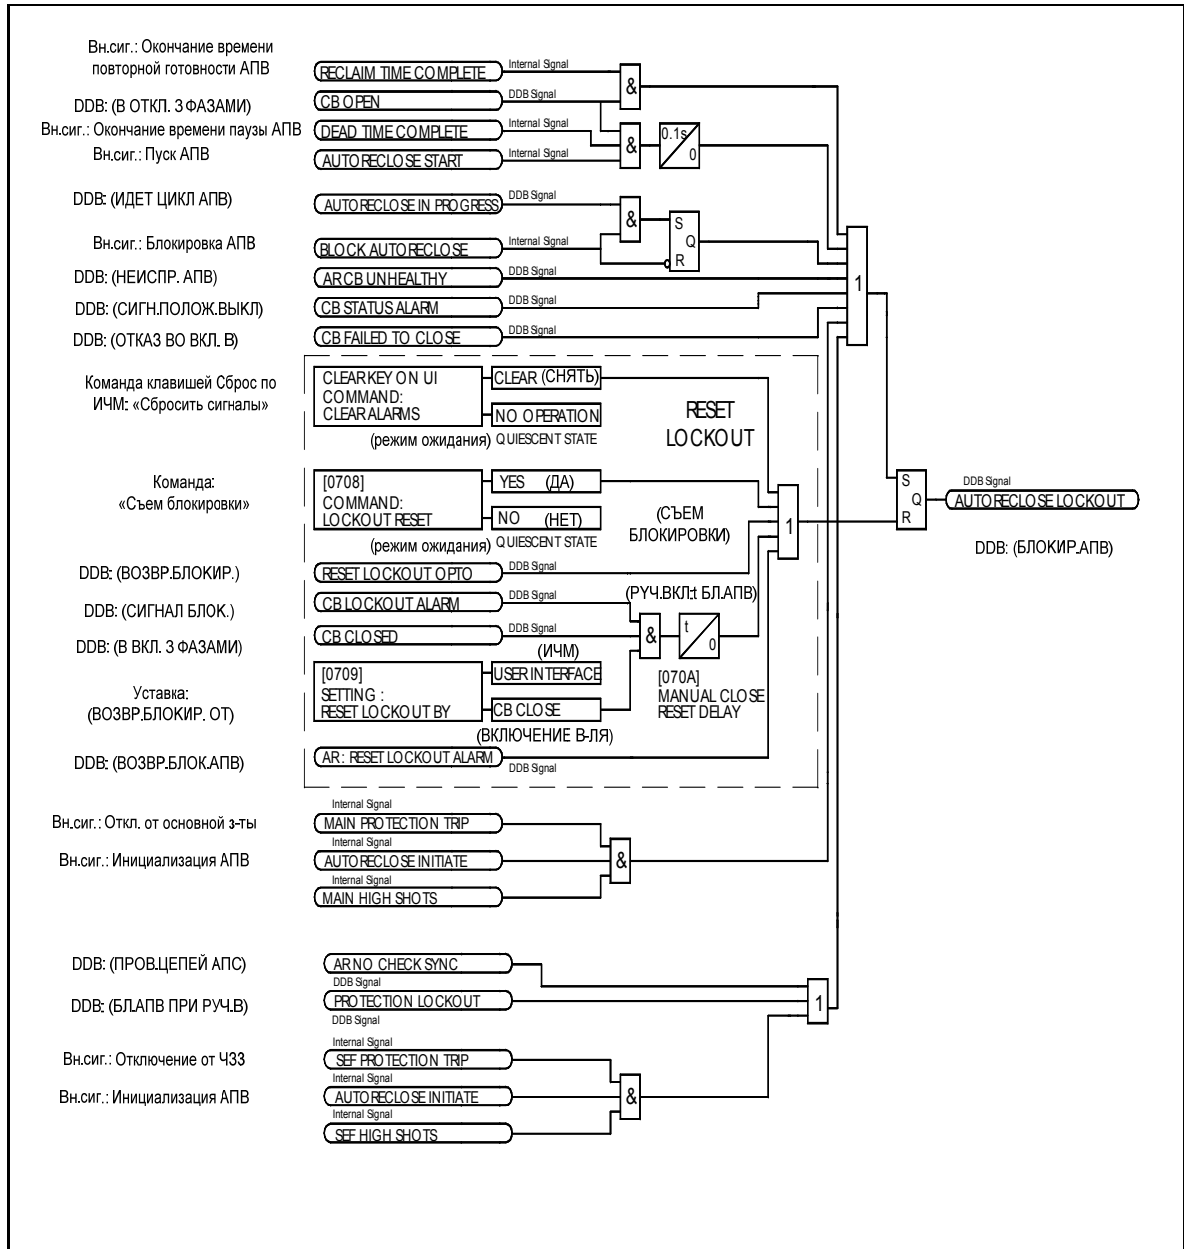 Вн.сиг.: Окончание времени
повторной готовности АПВ
RECLAIM TIME COMPLETE
Internal Signal
&
DDB: (В ОТКЛ. 3 ФАЗАМИ)
CB OPEN
DDB Signal
Вн.сиг.: Окончание времени паузы АПВ
DEAD TIME COMPLETE
Internal Signal
&
0.1s
0
Вн.сиг.: Пуск АПВ
AUTORECLOSE START
Internal Signal
DDB: (ИДЕТ ЦИКЛ АПВ)
AUTORECLOSE IN PROGRESS
DDB Signal
&
S
Q
R
Вн.сиг.: Блокировка АПВ
BLOCK AUTORECLOSE
Internal Signal
DDB: (НЕИСПР. АПВ)
AR CB UNHEALTHY
DDB Signal
1
DDB: (СИГН.ПОЛОЖ.ВЫКЛ)
CB STATUS ALARM
DDB Signal
DDB: (ОТКАЗ ВО ВКЛ. В)
CB FAILED TO CLOSE
DDB Signal
Команда клавишей Сброс по
ИЧМ: «Сбросить сигналы»
CLEAR KEY ON UI
COMMAND:
CLEAR ALARMS
CLEAR (СНЯТЬ)
NO OPERATION
(режим ожидания) QUIESCENT STATE
RESET
LOCKOUT
Команда:
«Съем блокировки»
[0708]
COMMAND:
LOCKOUT RESET
YES (ДА)
NO (НЕТ)
(режим ожидания) QUIESCENT STATE
(СЪЕМ
БЛОКИРОВКИ)
1
S
Q
R
DDB Signal
AUTORECLOSE LOCKOUT
DDB: (БЛОКИР.АПВ)
DDB: (ВОЗВР.БЛОКИР.)
RESET LOCKOUT OPTO
DDB Signal
(РУЧ.ВКЛ:t БЛ.АПВ)
DDB: (СИГНАЛ БЛОК.)
CB LOCKOUT ALARM
DDB Signal
DDB: (В ВКЛ. 3 ФАЗАМИ)
CB CLOSED
DDB Signal
&
t
0
(ИЧМ)
Уставка:
(ВОЗВР.БЛОКИР. ОТ)
[0709]
SETTING :
RESET LOCKOUT BY
USER INTERFACE
CB CLOSE
(ВКЛЮЧЕНИЕ В-ЛЯ)
[070A]
MANUAL CLOSE
RESET DELAY
DDB: (ВОЗВР.БЛОК.АПВ)
AR : RESET LOCKOUT ALARM
DDB Signal
Internal Signal
Вн.сиг.: Откл. от основной з-ты
MAIN PROTECTION TRIP
Internal Signal
Вн.сиг.: Инициализация АПВ
AUTORECLOSE INITIATE
&
Internal Signal
MAIN HIGH SHOTS
DDB: (ПРОВ.ЦЕПЕЙ АПС)
AR NO CHECK SYNC
DDB Signal
DDB: (БЛ.АПВ ПРИ РУЧ.В)
PROTECTION LOCKOUT
1
DDB Signal
Internal Signal
Вн.сиг.: Отключение от ЧЗЗ
SEF PROTECTION TRIP
Internal Signal
Вн.сиг.: Инициализация АПВ
AUTORECLOSE INITIATE
&
Internal Signal
SEF HIGH SHOTS